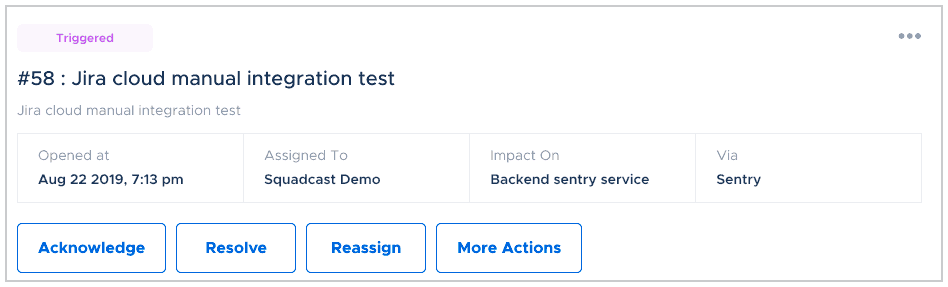 Triggered
#58 : Jira cloud manual integration test
Jira cloud manual integration test
Opened at
Aug 22 2019, 7:13 pm
Assigned To
Squadcast Demo
Impact On
Backend sentry service
Via
Sentry
Acknowledge
Resolve
Reassign
More Actions